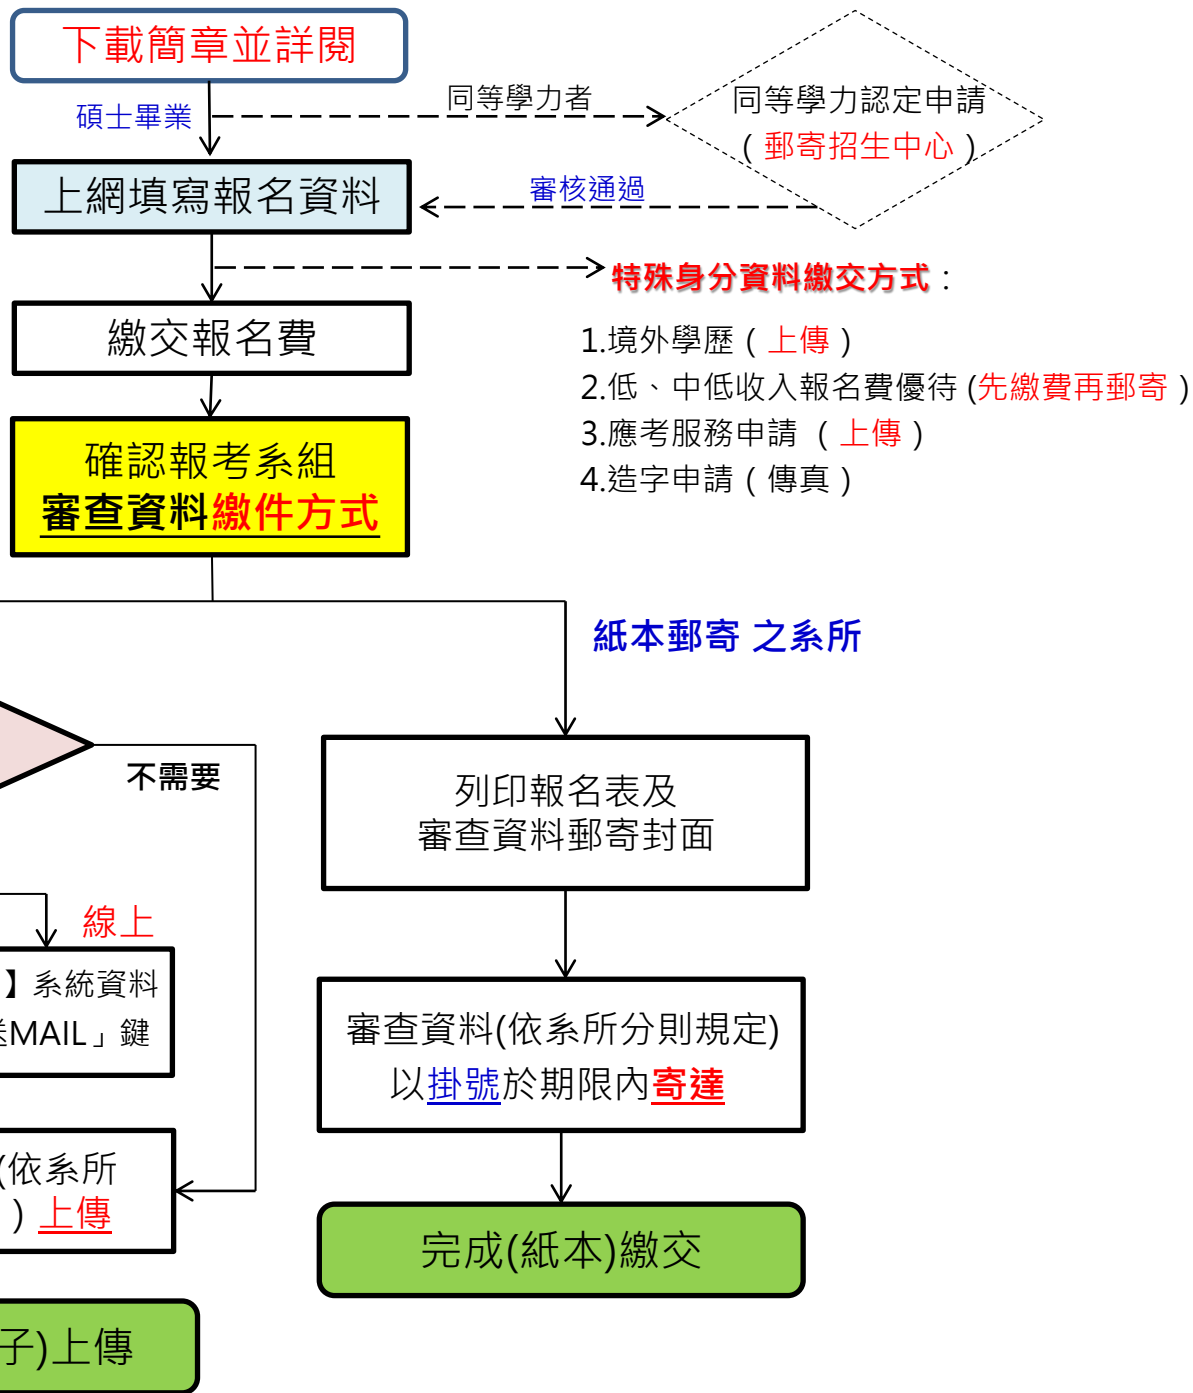 下載簡章並詳閱
碩士畢業
同等學力者
同等學力認定申請
(郵寄招生中心)
上網填寫報名資料
審核通過
特殊身分資料繳交方式：
繳交報名費
1.境外學歷(上傳)
2.低、中低收入報名費優待(先繳費再郵寄)
3.應考服務申請 (上傳)
4.造字申請(傳真)
確認報考系組
審查資料繳件方式
紙本郵寄 之系所
不需要
列印報名表及
審查資料郵寄封面
線上
】系統資料
送MAIL」鍵
審查資料(依系所分則規定)
以掛號於期限內寄達
(依系所
)上傳
完成(紙本)繳交
子)上傳